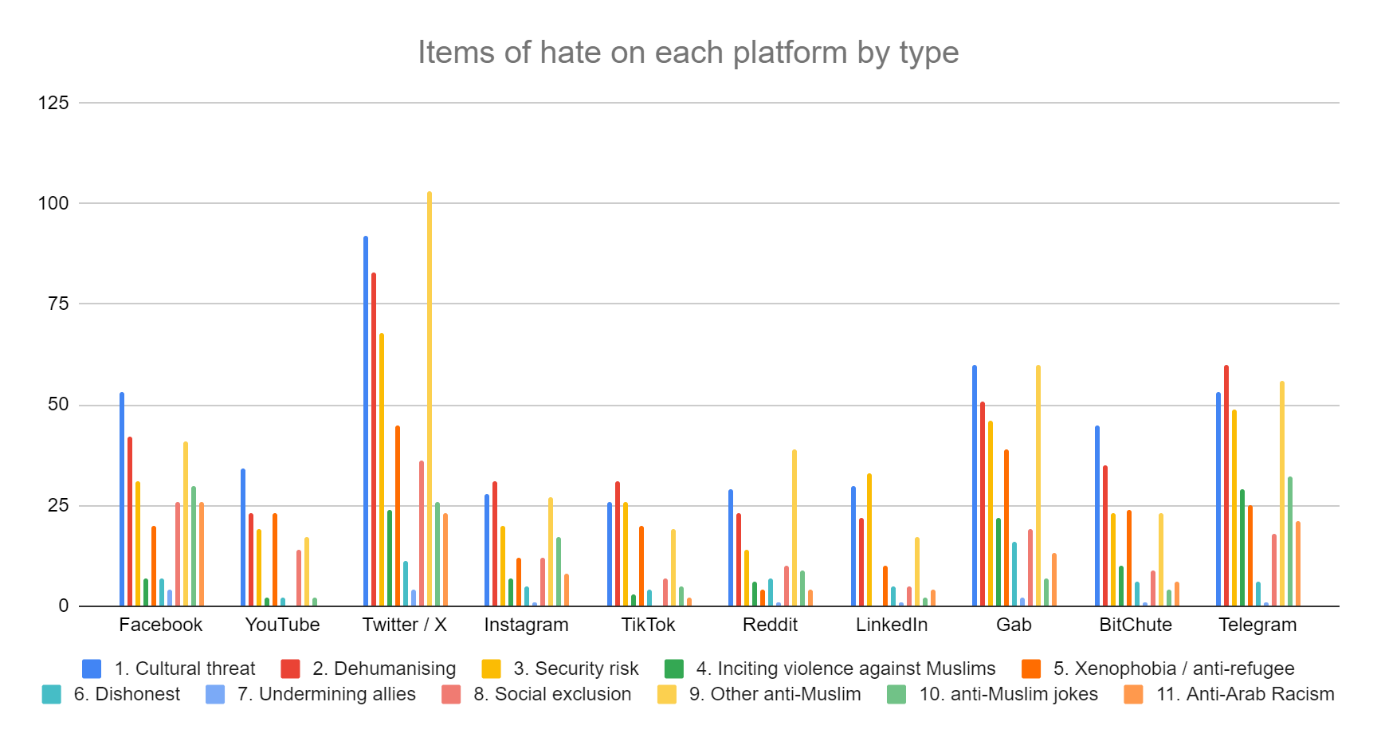 Items of hate on each platform by type
125
100
75
50
25
0
Facebook YouTube Twitter / X Instagram TikTok Reddit LinkedIn Gab BitChute Telegram
1. Cultural threat 2. Dehumanising 3. Security risk 4. Inciting violence against Muslims 5. Xenophobia / anti-refugee
6. Dishonest 7. Undermining allies 8. Social exclusion 9. Other anti-Muslim 10. anti-Muslim jokes 11. Anti-Arab Racism